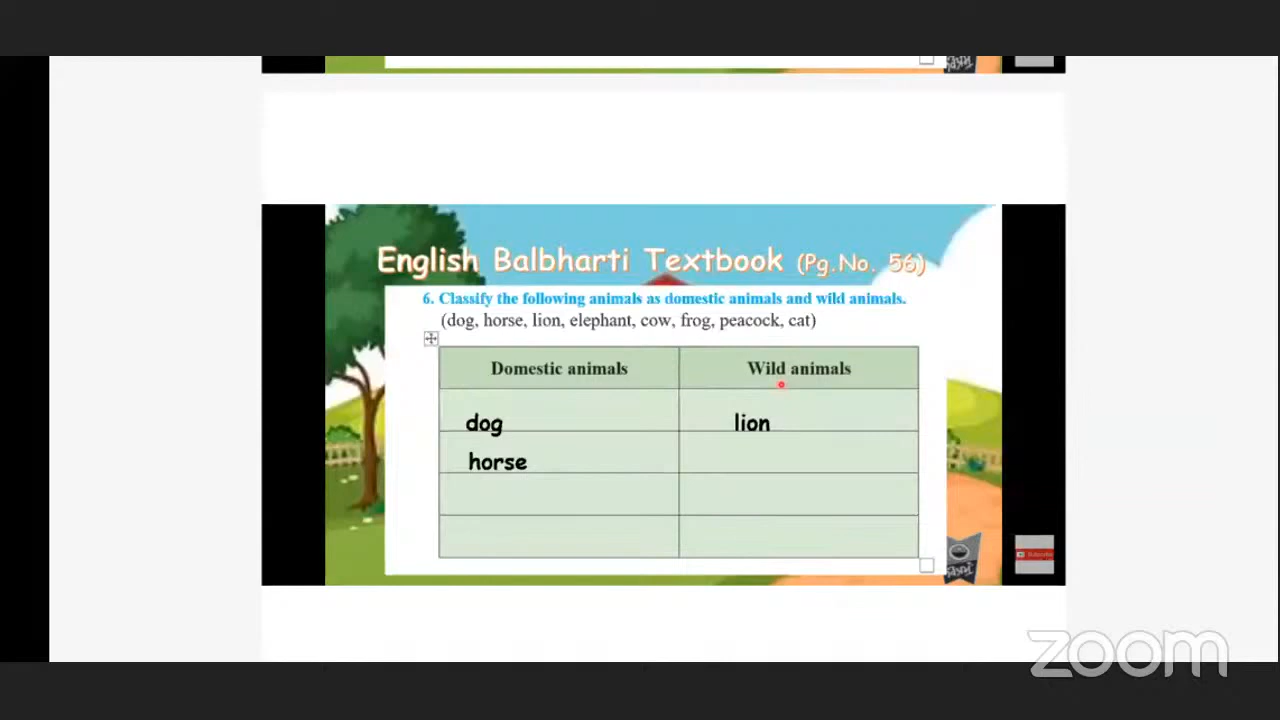 English Balbharti Textbook (Pg.No. 56)
6. Classify the following animals as domestic animals and wild animals.
(dog, horse, lion, elephant, cow, frog, peacock, cat)
Domestic animals Wild animals
dog lion
horse
Subscribe
zoom